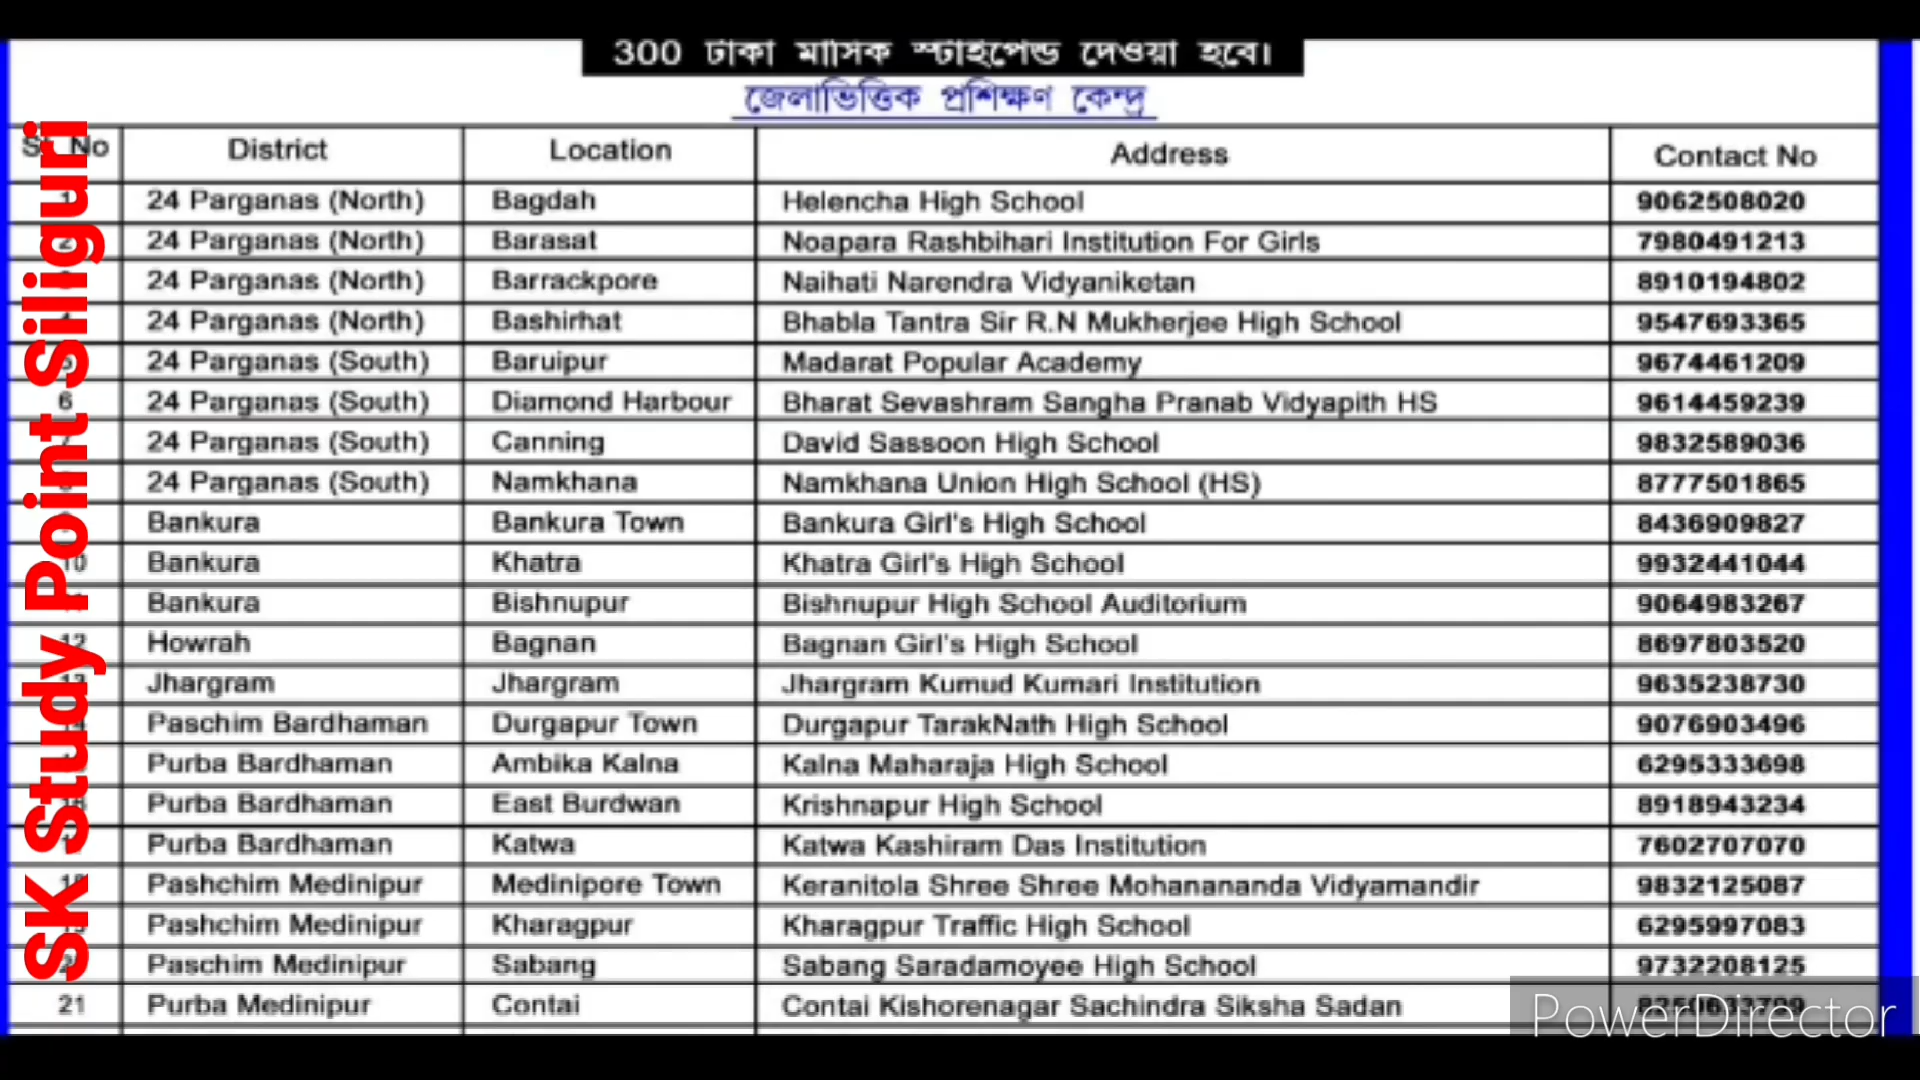 300 টাকা মাসিক স্টাইপেন্ড দেওয়া হবে।
জেলাভিত্তিক প্রশিক্ষণ কেন্দ্র
No District Location Address Contact No
1 24 Parganas (North) Bagdah Helencha High School 9062508020
2 24 Parganas (North) Barasat Noapara Rashbihari Institution For Girls 7980491213
24 Parganas (North) Barrackpore Naihati Narendra Vidyaniketan 8910194802
24 Parganas (North) Bashirhat Bhabla Tantra Sir R.N Mukherjee High School 9547693365
24 Parganas (South) Baruipur Madarat Popular Academy 9674461209
6 24 Parganas (South) Diamond Harbour Bharat Sevashram Sangha Pranab Vidyapith HS 9614459239
24 Parganas (South) Canning David Sassoon High School 9832589036
24 Parganas (South) Namkhana Namkhana Union High School (HS) 8777501865
Bankura Bankura Town Bankura Girl's High School 8436909827
10 Bankura Khatra Khatra Girl's High School 9932441044
Bankura Bishnupur Bishnupur High School Auditorium 9064983267
12 Howrah Bagnan Bagnan Girl's High School 8697803520
13 Jhargram Jhargram Jhargram Kumud Kumari Institution 9635238730
14 Paschim Bardhaman Durgapur Town Durgapur TarakNath High School 9076903496
Purba Bardhaman Ambika Kalna Kalna Maharaja High School 6295333698
16 Purba Bardhaman East Burdwan Krishnapur High School 8918943234
Purba Bardhaman Katwa Katwa Kashiram Das Institution 7602707070
18 Pashchim Medinipur Medinipore Town Keranitola Shree Shree Mohanananda Vidyamandir 9832125087
Pashchim Medinipur Kharagpur Kharagpur Traffic High School 6295997083
Paschim Medinipur Sabang Sabang Saradamoyee High School 9732208125
21 Purba Medinipur Contai Contai Kishorenagar Sachindra Siksha Sadan
SK Study Point Siliguri
PowerDirector